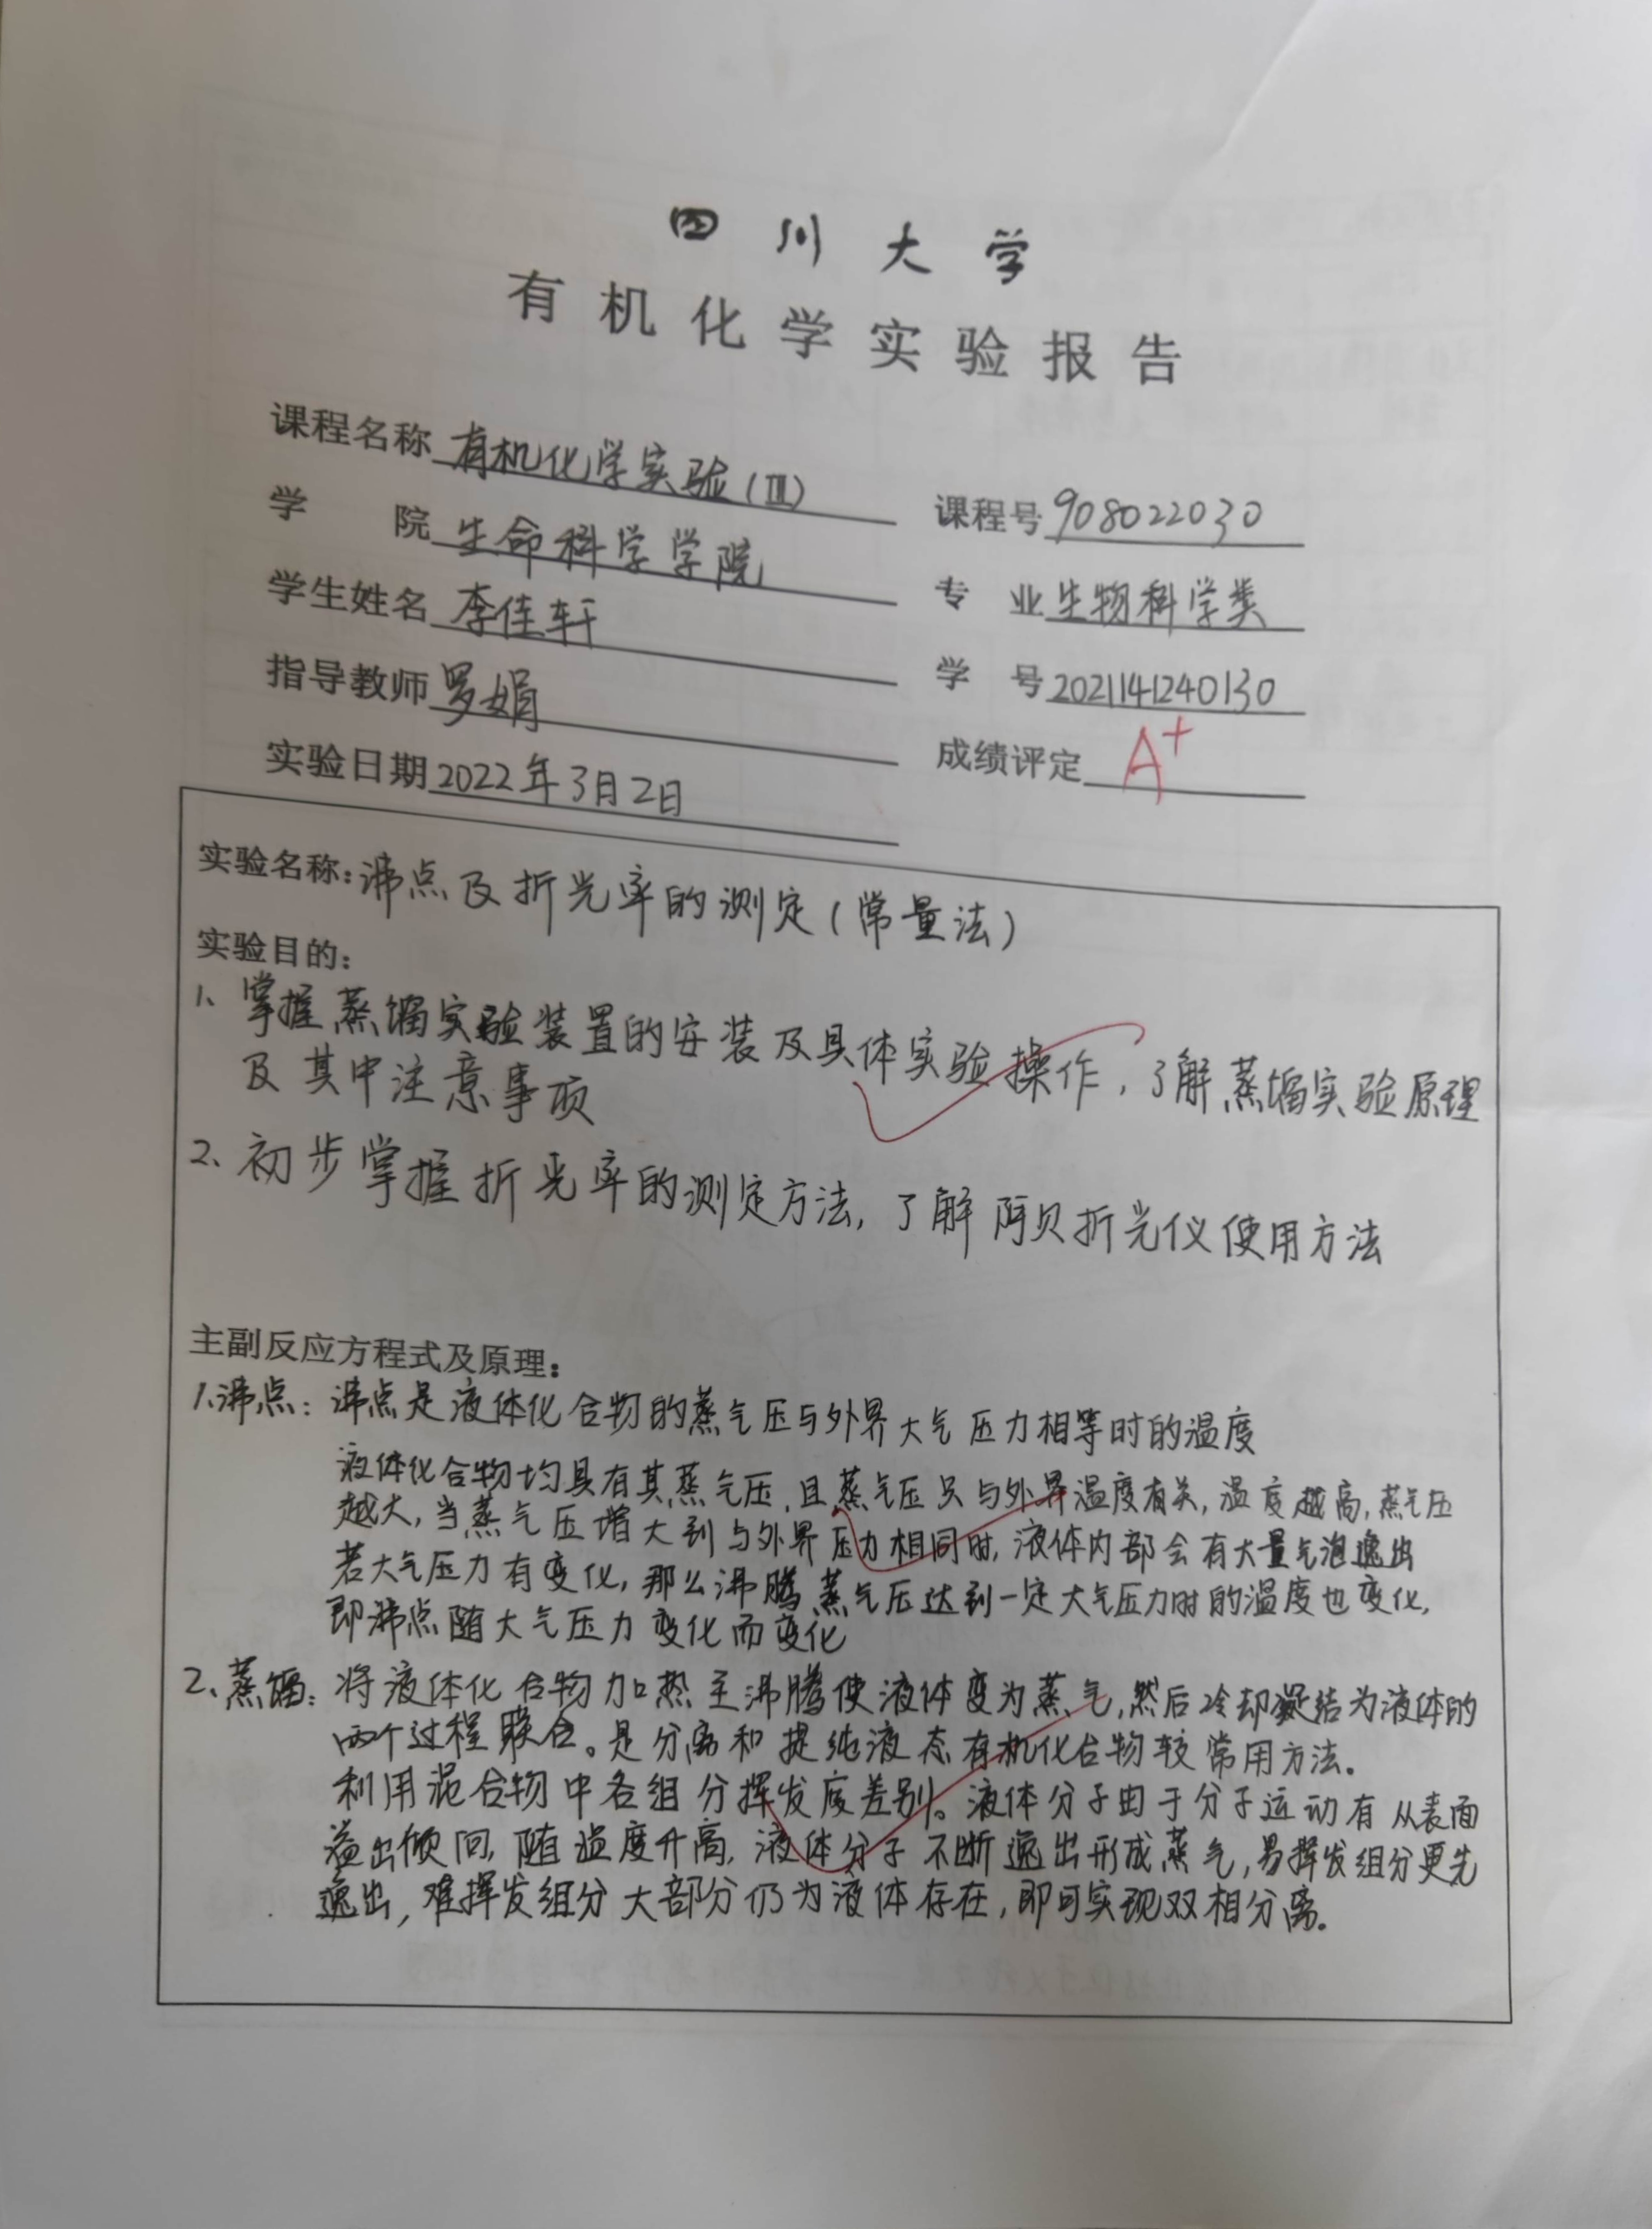 四川大学
有机化学实验报告
课程名称 有机化学实验(Ⅲ) 课程号 908022030
学院 生命科学学院 专业 生物科学类
学生姓名 李佳轩 学号 2021141240130
指导教师 罗娟 成绩评定 A+
实验日期 2022年3月2日
实验名称:沸点及折光率的测定(常量法)
实验目的:
1、掌握蒸馏实验装置的安装及具体实验操作,了解蒸馏实验原理
及其中注意事项
2、初步掌握折光率的测定方法,了解阿贝折光仪使用方法
主副反应方程式及原理:
1.沸点:沸点是液体化合物的蒸气压与外界大气压力相等时的温度
液体化合物均具有其蒸气压,且蒸气压只与外界温度有关,温度越高,蒸气压
越大,当蒸气压增大到与外界压力相同时,液体内部会有大量气泡逸出
若大气压力有变化,那么沸腾蒸气压达到一定大气压力时的温度也变化,
即沸点随大气压力变化而变化
2、蒸馏:将液体化合物加热至沸腾使液体变为蒸气,然后冷却凝结为液体的
两个过程联合。是分离和提纯液态有机化合物较常用方法。
利用混合物中各组分挥发度差别。液体分子由于分子运动有从表面
溢出倾向,随温度升高,液体分子不断逸出形成蒸气,易挥发组分更先
逸出,难挥发组分大部分仍为液体存在,即可实现双相分离。